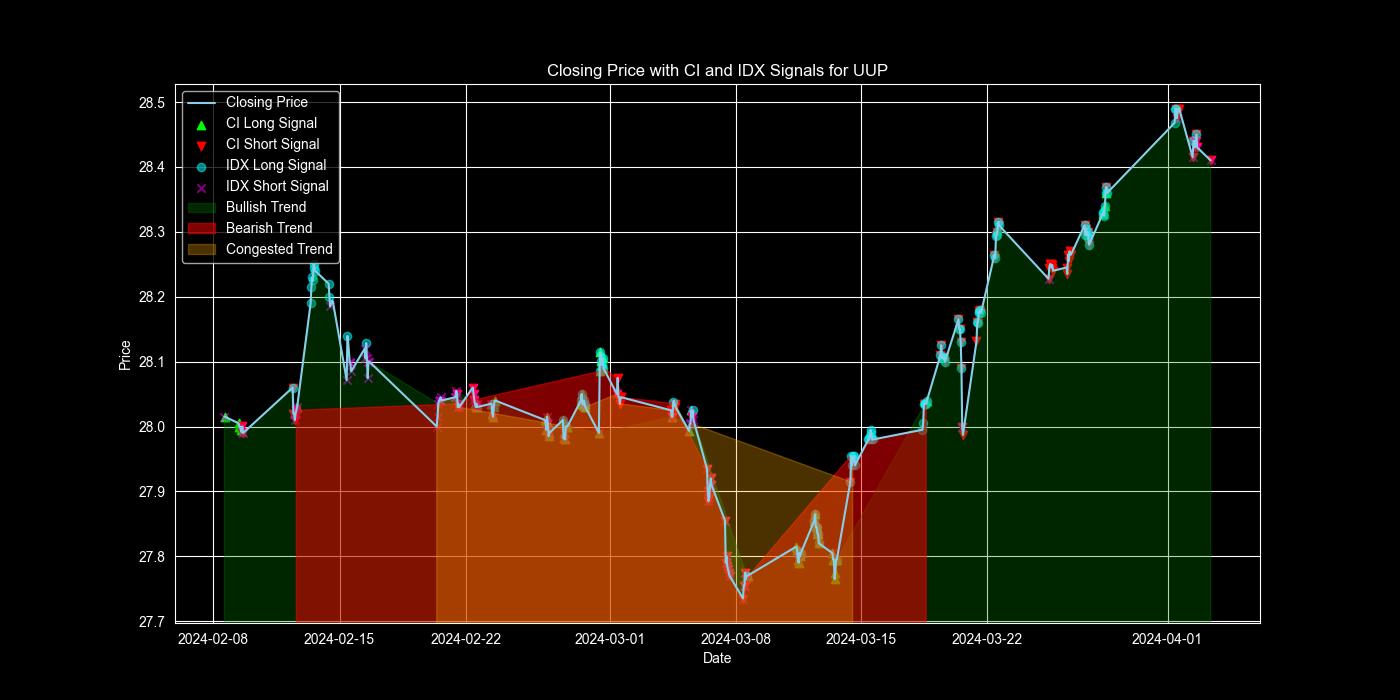 Closing Price with CI and IDX Signals for UUP
Closing Price
CI Long Signal
CI Short Signal
IDX Long Signal
IDX Short Signal
Bullish Trend
Bearish Trend
Congested Trend
28.5
28.4
28.3
28.2
28.1
28.0
27.9
27.8
27.7
Price
2024-02-08 2024-02-15 2024-02-22 2024-03-01 2024-03-08 2024-03-15 2024-03-22 2024-04-01
Date